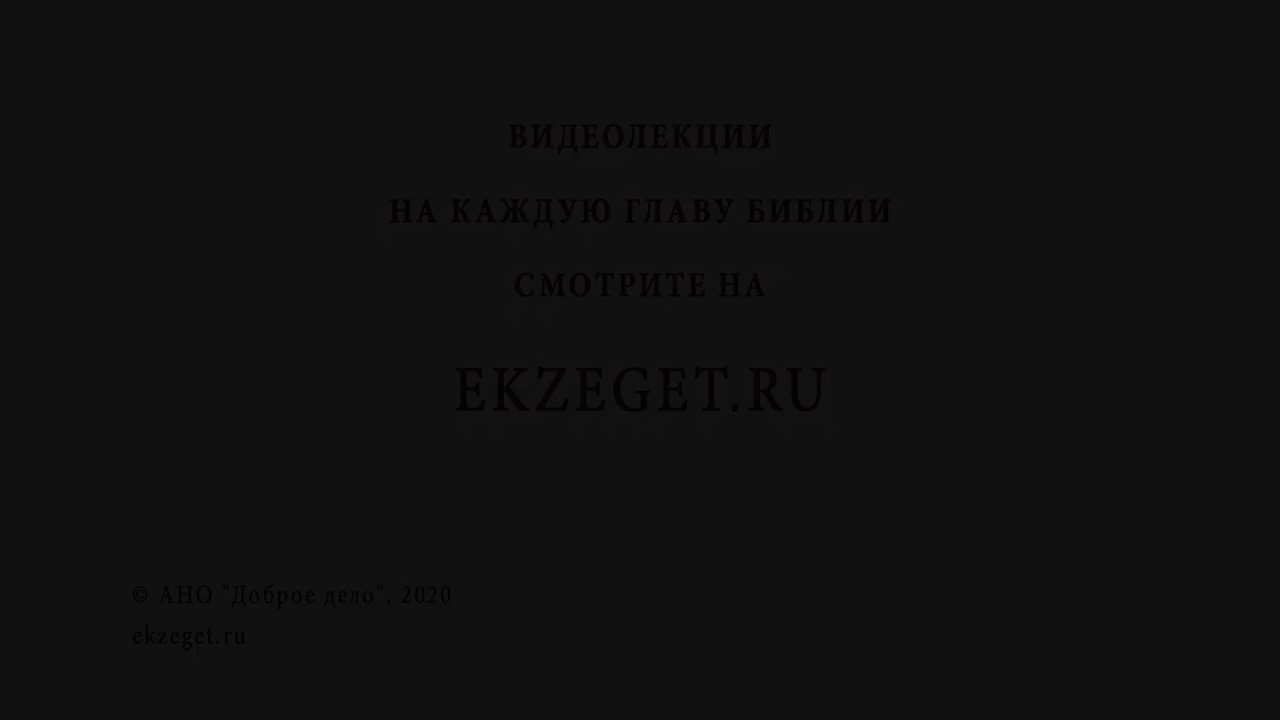 ВИДЕОЛЕКЦИИ
НА КАЖДУЮ ГЛАВУ БИБЛИИ
СМОТРИТЕ НА
EKZEGET.RU
© АНО "Доброе дело", 2020
ekzeget.ru